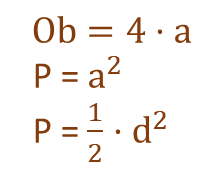 Ob = 4 · a
P = a²
P = 1/2 · d²